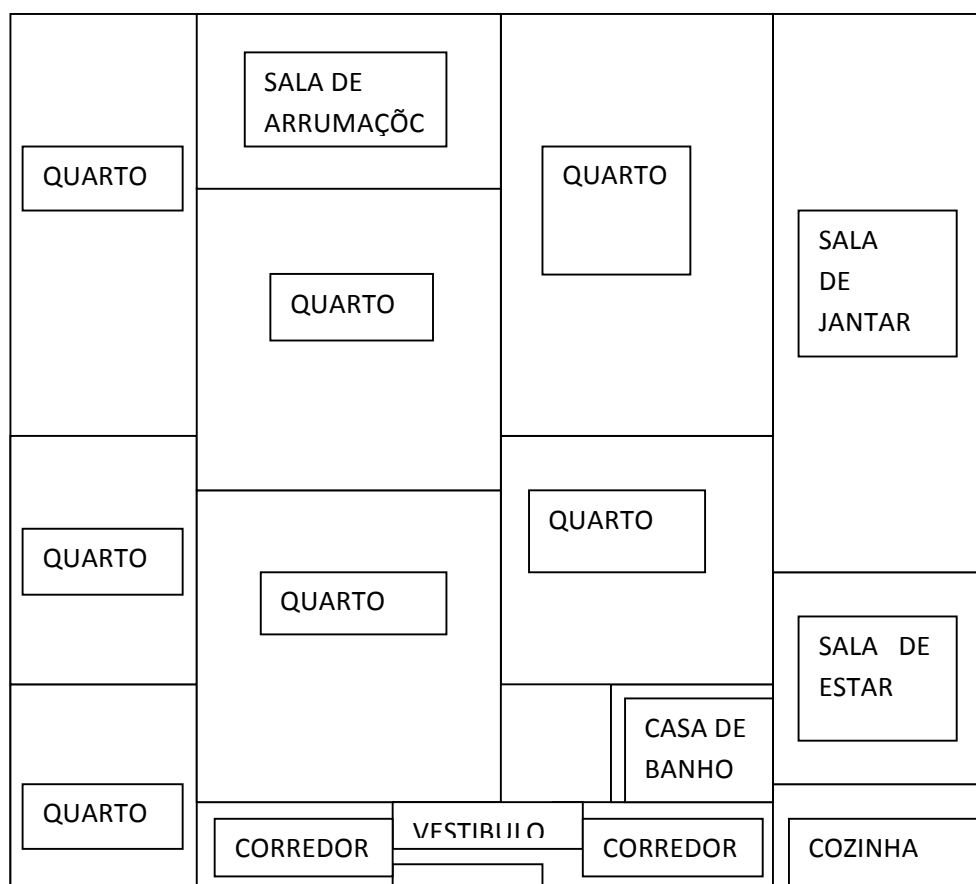 SALA DE
ARRUMAÇÕC
QUARTO
QUARTO
SALA
DE
JANTAR
QUARTO
QUARTO
QUARTO
QUARTO
SALA DE
ESTAR
CASA DE
BANHO
QUARTO
VESTIBULO
CORREDOR
CORREDOR
COZINHA